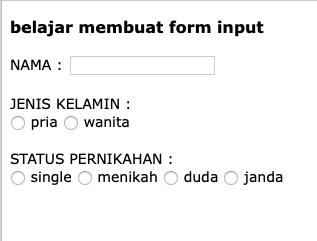 belajar membuat form input
NAMA :
JENIS KELAMIN :
pria wanita
STATUS PERNIKAHAN :
single menikah duda janda